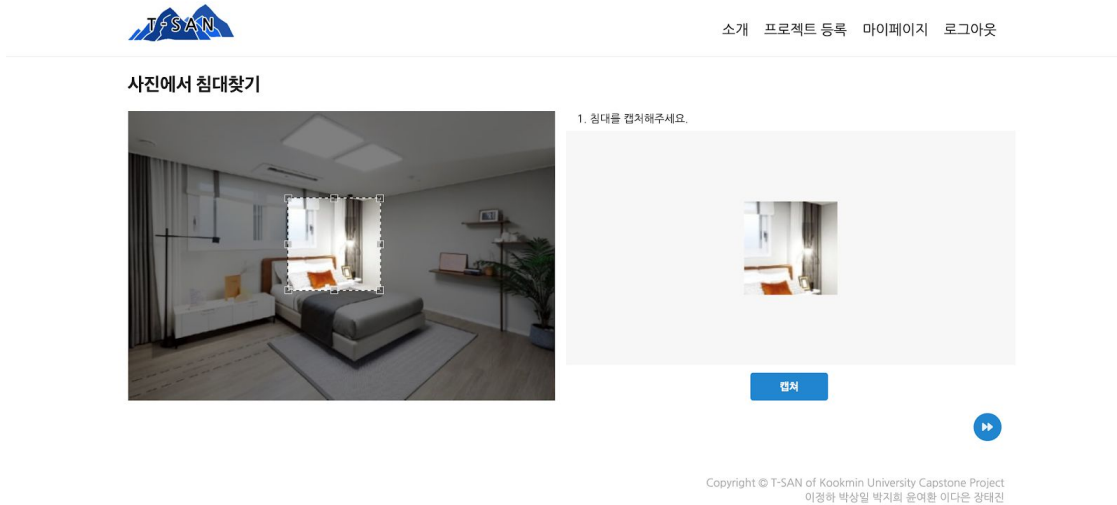 T-SAN
소개 프로젝트 등록 마이페이지 로그아웃
사진에서 침대찾기
1. 침대를 캡처해주세요.
캡쳐
Copyright © T-SAN of Kookmin University Capstone Project
이정하 박상일 박지희 윤여환 이다은 장태진